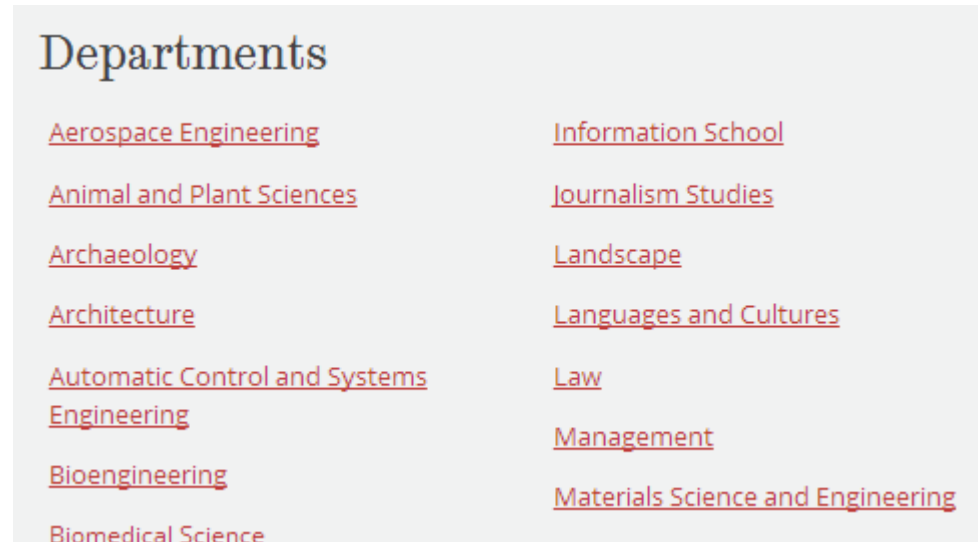 Departments
Aerospace Engineering
Animal and Plant Sciences
Archaeology
Architecture
Automatic Control and Systems
Engineering
Bioengineering
Biomedical Science
Information School
Journalism Studies
Landscape
Languages and Cultures
Law
Management
Materials Science and Engineering